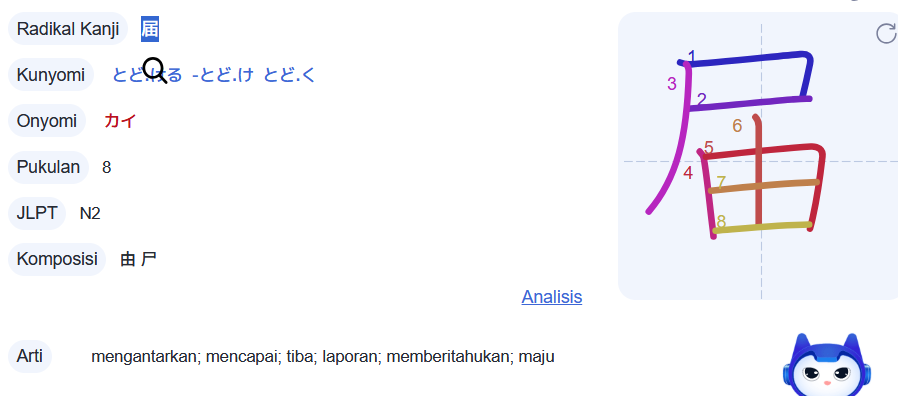 Radikal Kanji 届
Kunyomi とど.ける -とど.け とど.く
Onyomi カイ
Pukulan 8
JLPT N2
Komposisi 由 尸
Analisis
Arti mengantarkan; mencapai; tiba; laporan; memberitahukan; maju
1
3
2
6
5
4
7
8